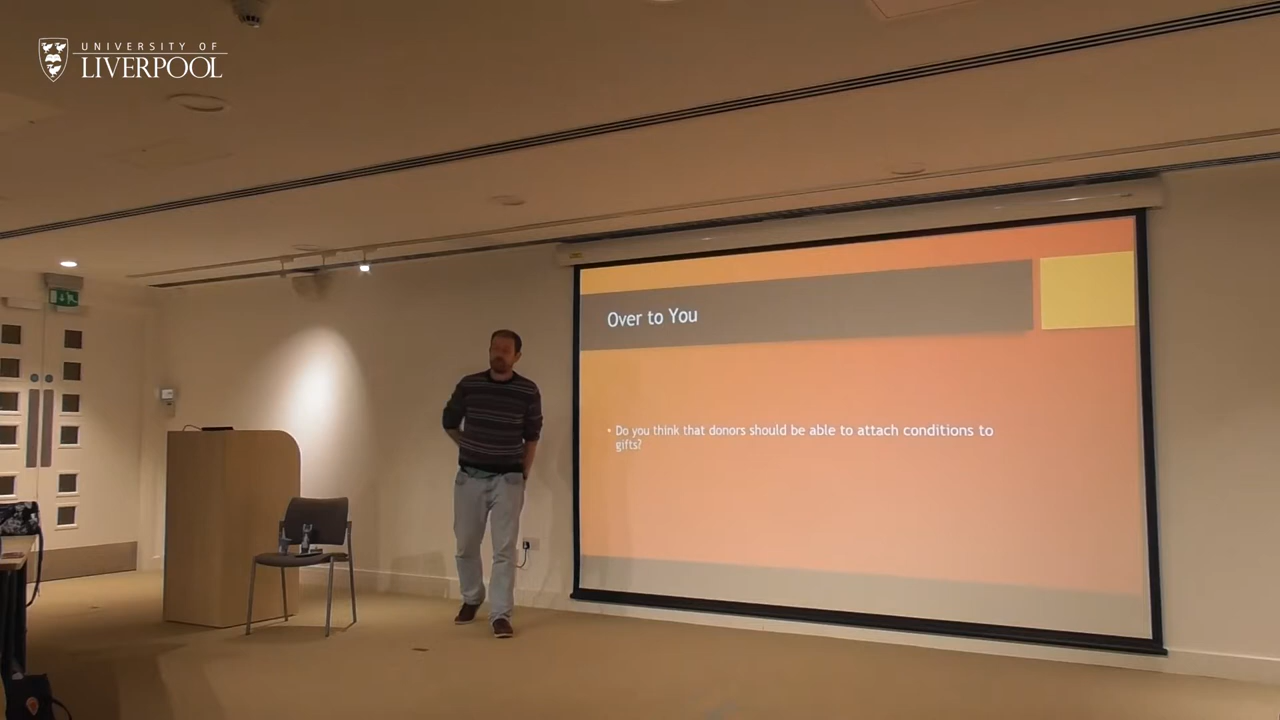 UNIVERSITY OF
LIVERPOOL
Over to You
• Do you think that donors should be able to attach conditions to
gifts?